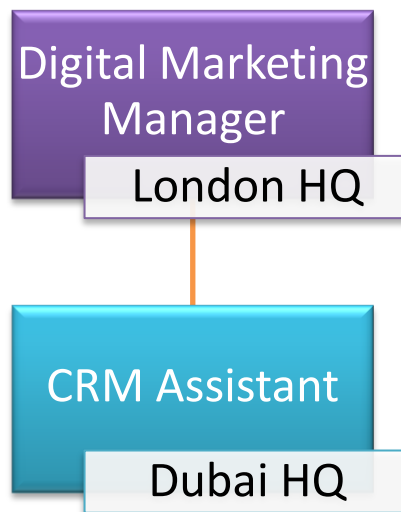 Digital Marketing
Manager
London HQ
CRM Assistant
Dubai HQ